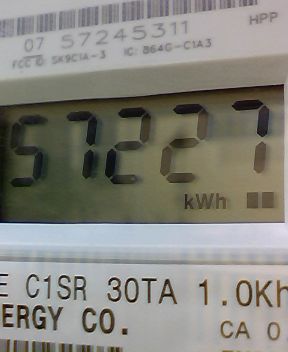 HPP
07 57245311
FCC ID: SK9C1A-3 IC: 864G-C1A3
57227
kWh
E C1SR 30TA 1.0Kh
ERGY CO.
CA 0